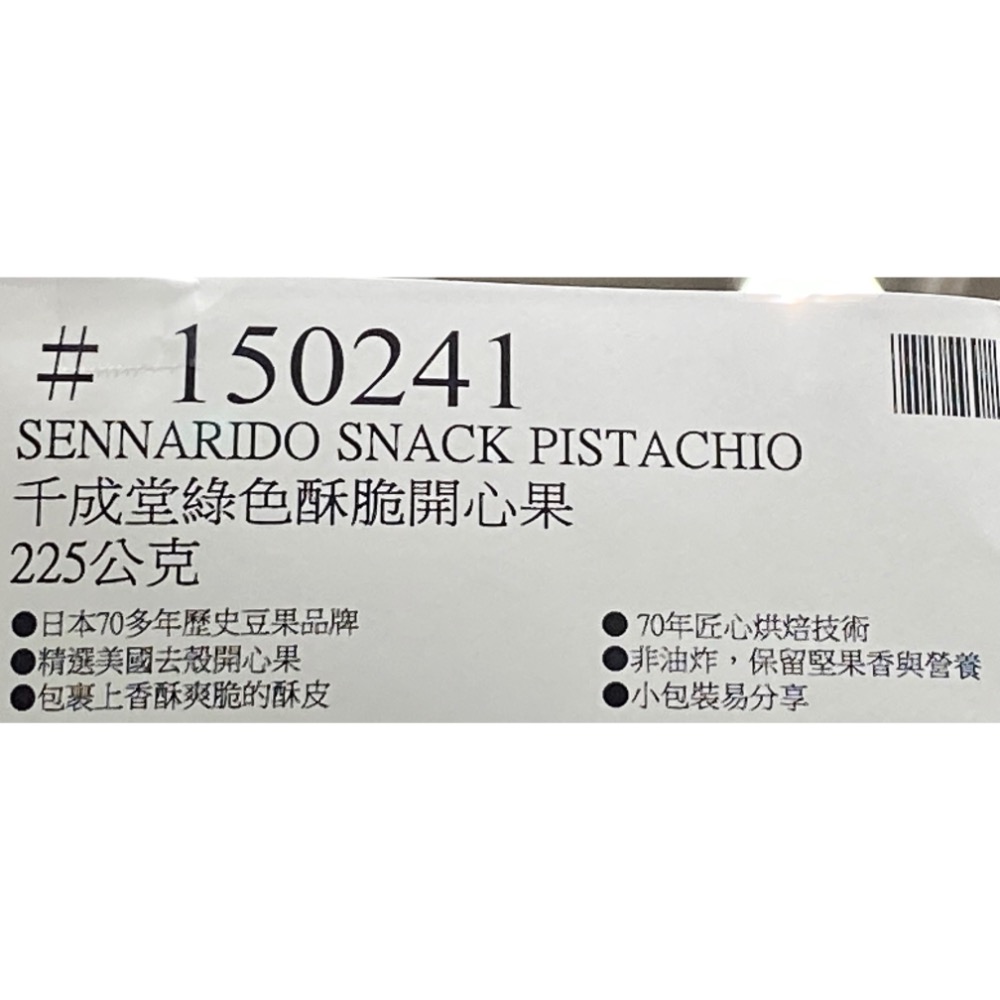 # 150241
SENNARIDO SNACK PISTACHIO
千成堂綠色酥脆開心果
225公克
●日本70多年歷史豆果品牌
●精選美國去殼開心果
●包裹上香酥爽脆的酥皮
● 70年匠心烘焙技術
●非油炸，保留堅果香與營養
●小包裝易分享